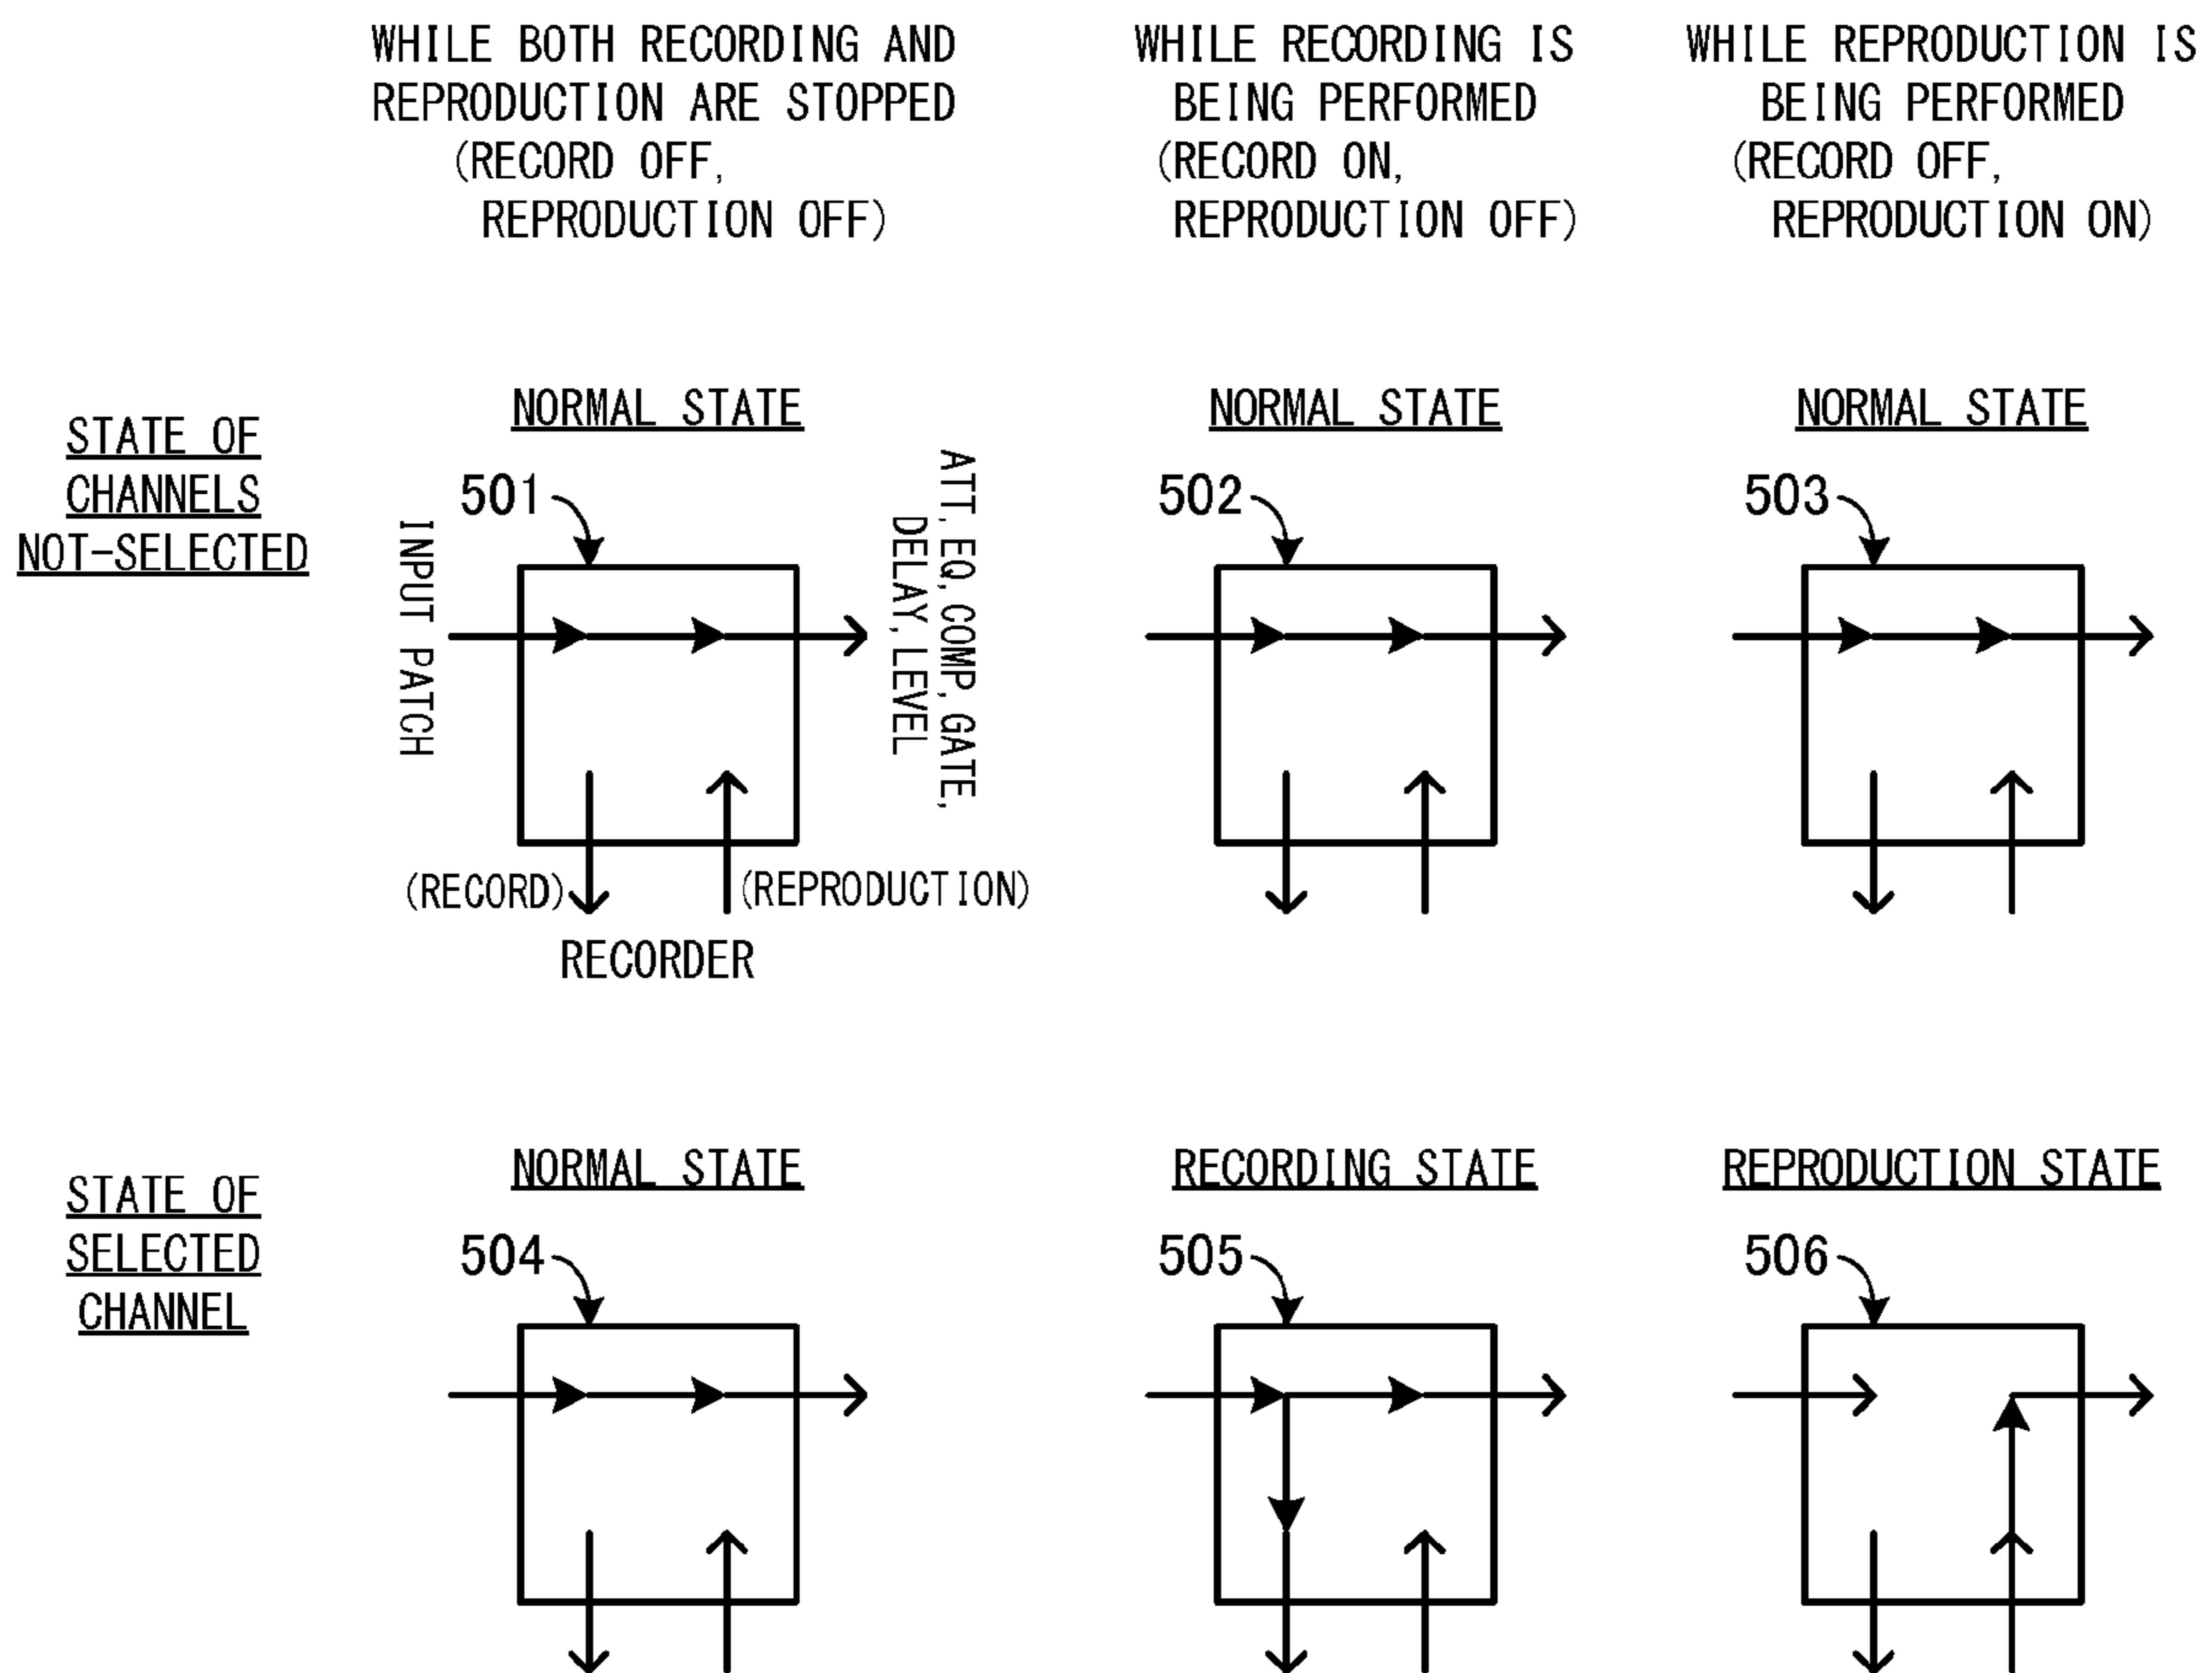 WHILE BOTH RECORDING AND
REPRODUCTION ARE STOPPED
(RECORD OFF,
REPRODUCTION OFF)
WHILE RECORDING IS
BEING PERFORMED
(RECORD ON,
REPRODUCTION OFF)
WHILE REPRODUCTION IS
BEING PERFORMED
(RECORD OFF,
REPRODUCTION ON)
STATE OF
CHANNELS
NOT-SELECTED
NORMAL STATE
501
INPUT PATCH
ATT, EQ, COMP, GATE,
DELAY, LEVEL
(RECORD)
(REPRODUCTION)
RECORDER
NORMAL STATE
502
NORMAL STATE
503
STATE OF
SELECTED
CHANNEL
NORMAL STATE
504
RECORDING STATE
505
REPRODUCTION STATE
506